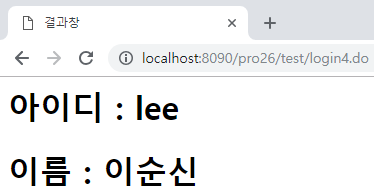 결과창
localhost:8090/pro26/test/login4.do
아이디 : lee
이름 : 이순신